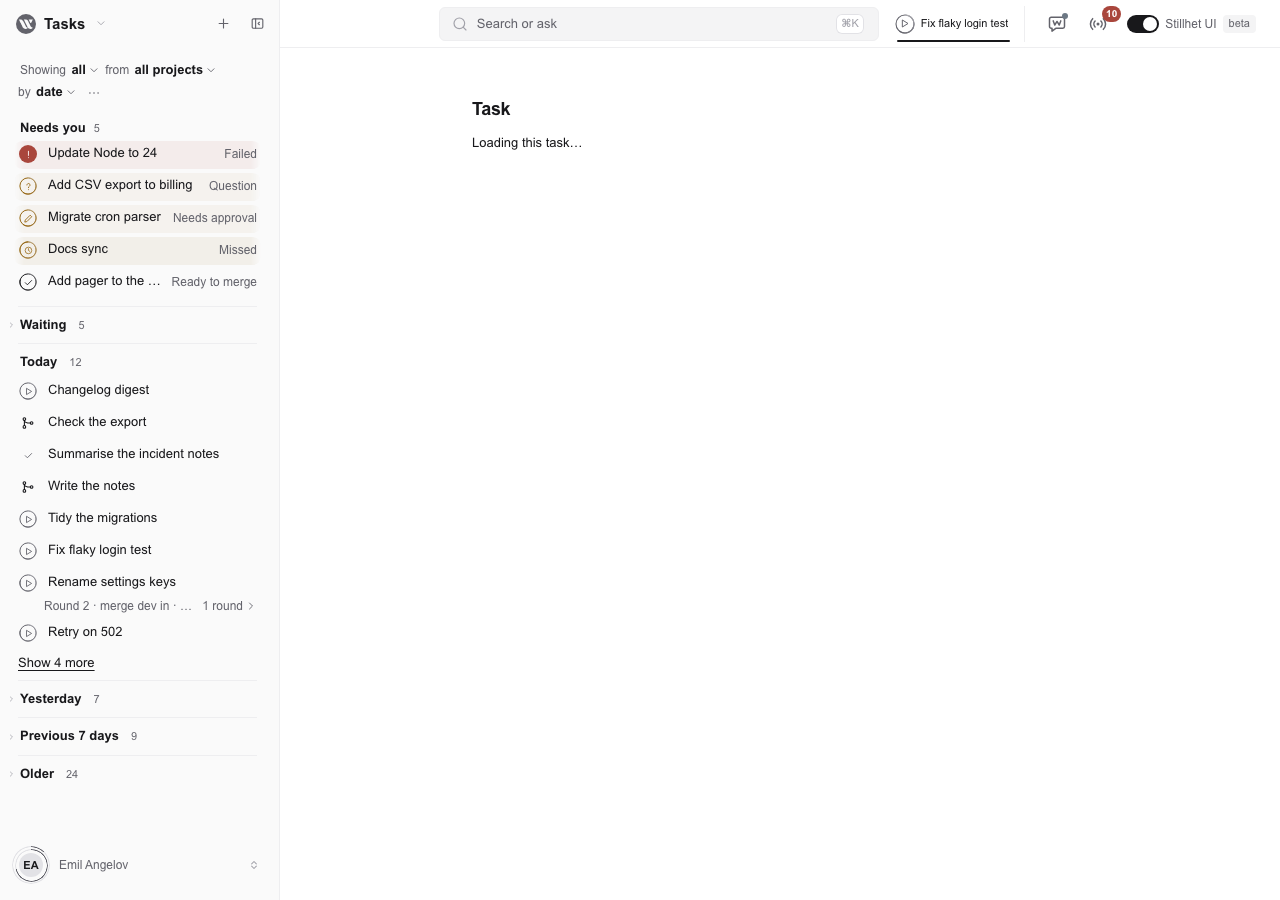 Tasks
Search or ask
⌘K
Fix flaky login test
10
Stillhet UI
beta
Showing all from all projects
by date ...
Needs you 5
Update Node to 24 Failed
Add CSV export to billing Question
Migrate cron parser Needs approval
Docs sync Missed
Add pager to the … Ready to merge
Waiting 5
Today 12
Changelog digest
Check the export
Summarise the incident notes
Write the notes
Tidy the migrations
Fix flaky login test
Rename settings keys
Round 2 · merge dev in · … 1 round
Retry on 502
Show 4 more
Yesterday 7
Previous 7 days 9
Older 24
EA Emil Angelov
Task
Loading this task…